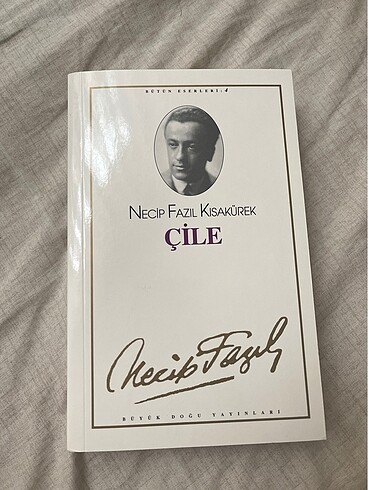 BÜTÜN ESERLERİ: 4
NECİP FAZIL KISAKÜREK
ÇİLE
Necip Fazıl
BÜYÜK DOĞU YAYINLARI